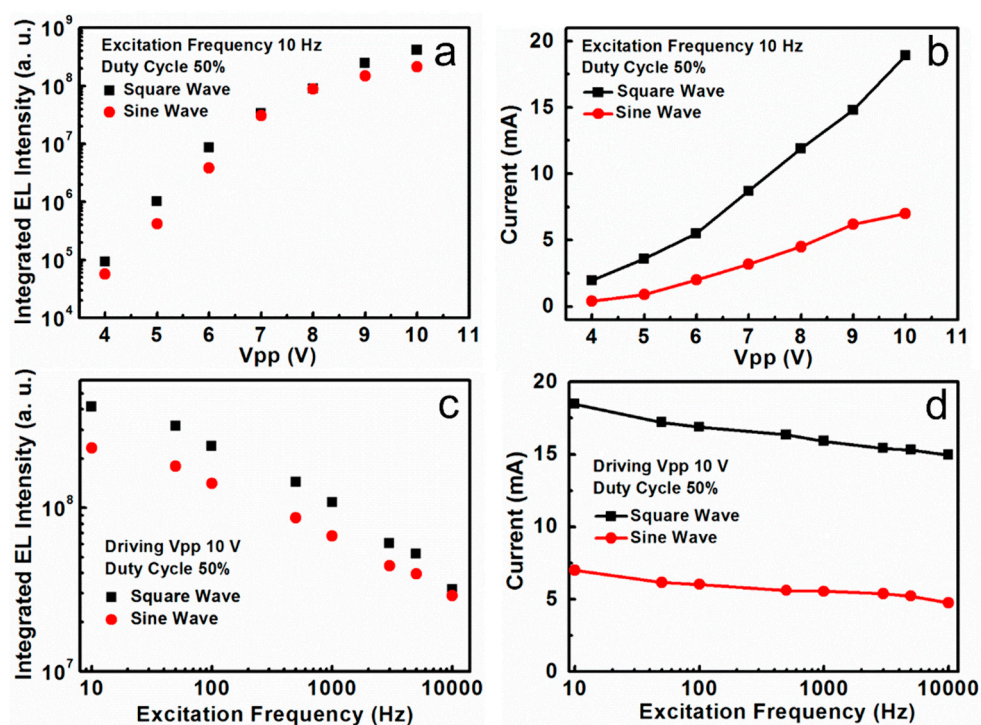 a
Excitation Frequency 10 Hz
Duty Cycle 50%
Square Wave
Sine Wave
Integrated EL Intensity (a. u.)
10^9
10^8
10^7
10^6
10^5
10^4
4 5 6 7 8 9 10 11
Vpp (V)
b
Excitation Frequency 10 Hz
Duty Cycle 50%
Square Wave
Sine Wave
Current (mA)
20
15
10
5
0
4 5 6 7 8 9 10 11
Vpp (V)
c
Integrated EL Intensity (a. u.)
10^8
10^7
Driving Vpp 10 V
Duty Cycle 50%
Square Wave
Sine Wave
10 100 1000 10000
Excitation Frequency (Hz)
d
Current (mA)
20
15
10
5
0
Driving Vpp 10 V
Duty Cycle 50%
Square Wave
Sine Wave
10 100 1000 10000
Excitation Frequency (Hz)